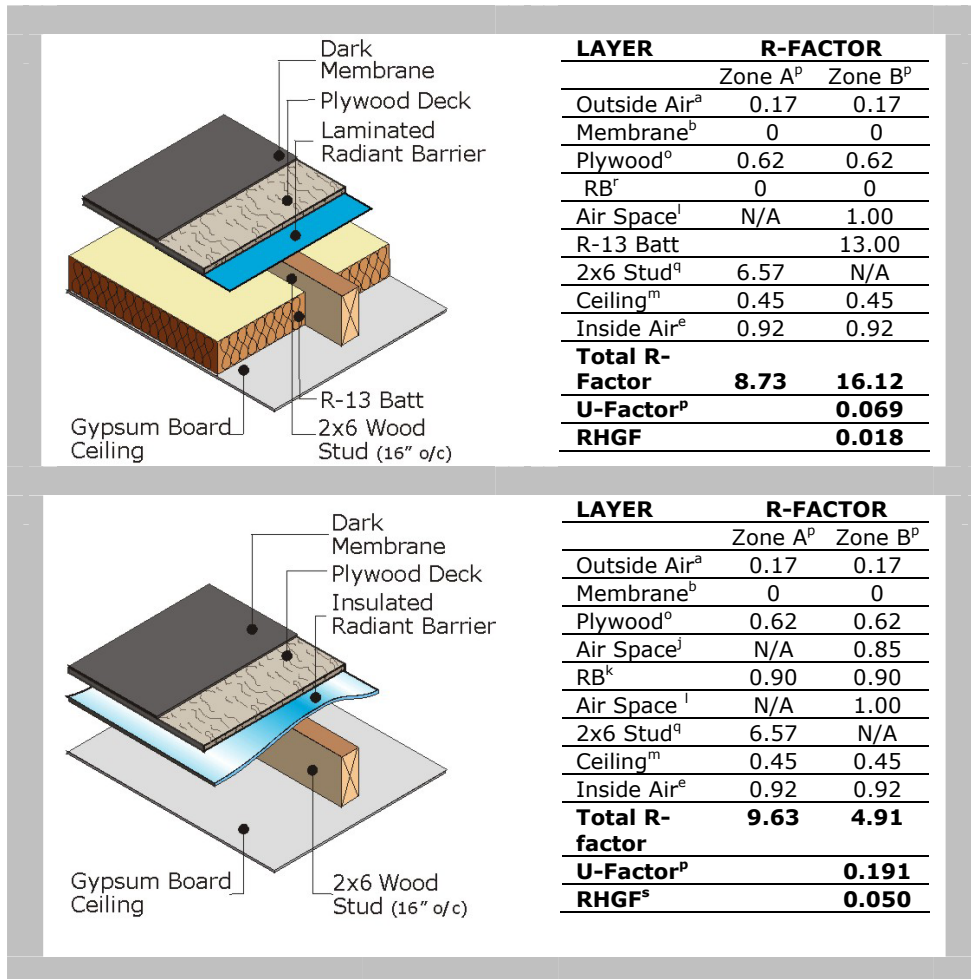 Dark
Membrane
Plywood Deck
Laminated
Radiant Barrier
R-13 Batt
Gypsum Board
Ceiling
2x6 Wood
Stud (16" o/c)
LAYER R-FACTOR
Zone Aᵖ Zone Bᵖ
Outside Airᵃ 0.17 0.17
Membraneᵇ 0 0
Plywoodᵒ 0.62 0.62
RBʳ 0 0
Air Spaceˡ N/A 1.00
R-13 Batt 13.00
2x6 Studq 6.57 N/A
Ceilingᵐ 0.45 0.45
Inside Airᵉ 0.92 0.92
Total R-
Factor 8.73 16.12
U-Factorᵖ 0.069
RHGF 0.018
Dark
Membrane
Plywood Deck
Insulated
Radiant Barrier
Gypsum Board
Ceiling
2x6 Wood
Stud (16" o/c)
LAYER R-FACTOR
Zone Aᵖ Zone Bᵖ
Outside Airᵃ 0.17 0.17
Membraneᵇ 0 0
Plywoodᵒ 0.62 0.62
Air Spaceʲ N/A 0.85
RBᵏ 0.90 0.90
Air Space ˡ N/A 1.00
2x6 Studq 6.57 N/A
Ceilingᵐ 0.45 0.45
Inside Airᵉ 0.92 0.92
Total R- 9.63 4.91
factor
U-Factorᵖ 0.191
RHGFˢ 0.050